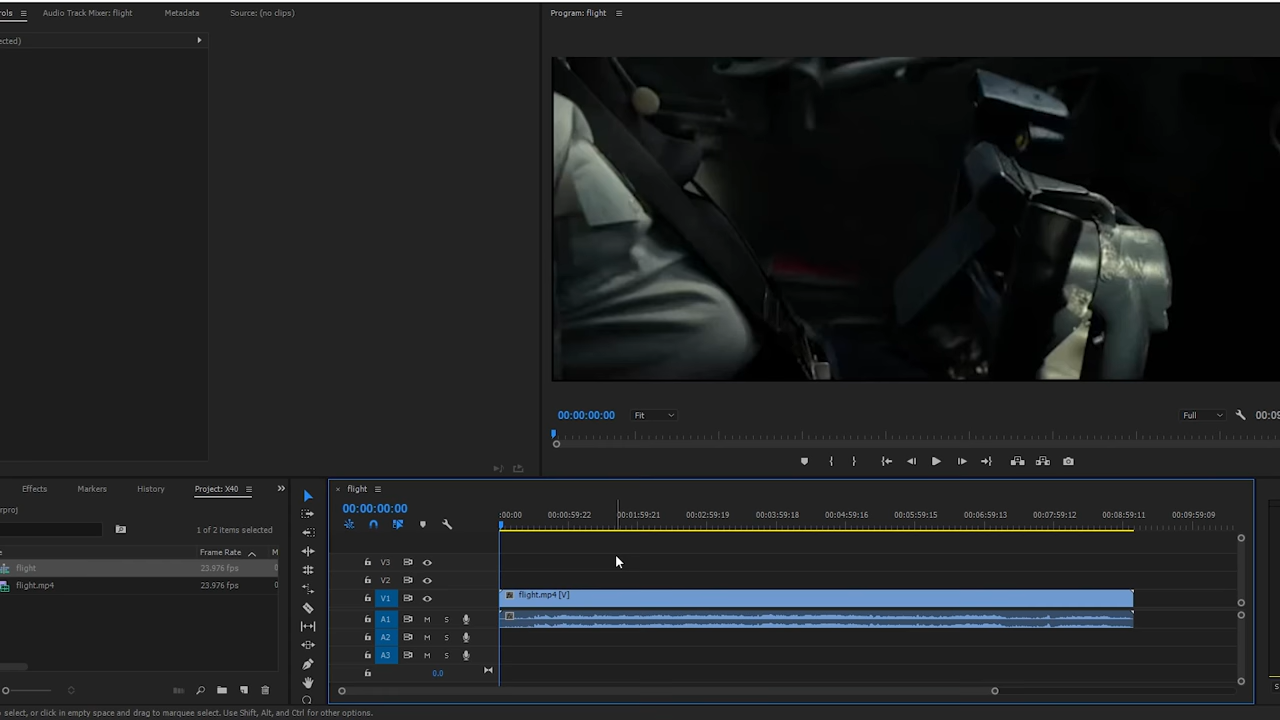 ols Audio Track Mixer: flight Metadata Source: (no clips) Program: flight
ected)
00:00:00:00 Fit Full 00:09
Effects Markers History Project: X40 flight
rproj
00:00:00:00
:00:00 00:00:59:22 00:01:59:21 00:02:59:19 00:03:59:18 00:04:59:16 00:05:59:15 00:06:59:13 00:07:59:12 00:08:59:11 00:09:59:09
1 of 2 items selected
Frame Rate
flight 23.976 fps
flight.mp4 23.976 fps
V3
V2
V1 flight.mp4 [V]
A1 M S
A2 M S
A3 M S
0.0
S
o select, or click in empty space and drag to marquee select. Use Shift, Alt, and Ctrl for other options.